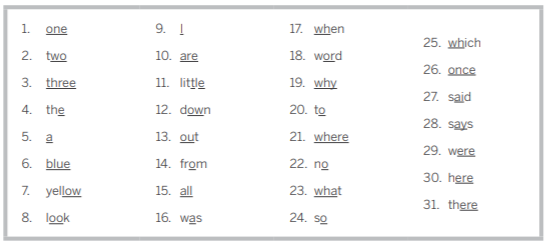 1. one
2. two
3. three
4. the
5. a
6. blue
7. yellow
8. look
9. I
10. are
11. little
12. down
13. out
14. from
15. all
16. was
17. when
18. word
19. why
20. to
21. where
22. no
23. what
24. so
25. which
26. once
27. said
28. says
29. were
30. here
31. there